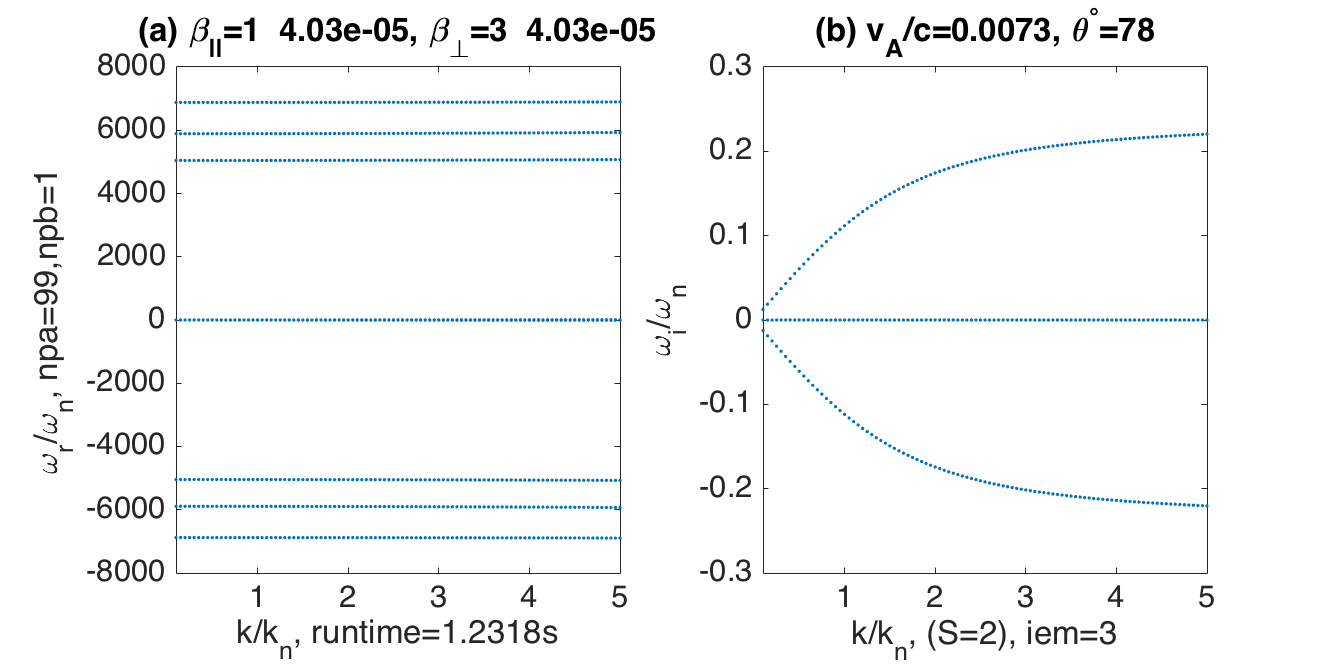 (a) β||=1 4.03e-05, β⊥=3 4.03e-05
ωr/ωn, npa=99,npb=1
8000
6000
4000
2000
0
-2000
-4000
-6000
-8000
1 2 3 4 5
k/kn, runtime=1.2318s
(b) vA/c=0.0073, θ°=78
ωi/ωn
0.3
0.2
0.1
0
-0.1
-0.2
-0.3
1 2 3 4 5
k/kn, (S=2), iem=3